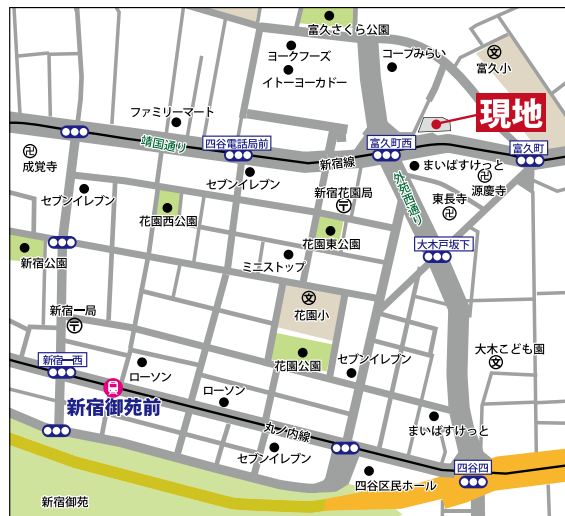 富久さくら公園
ヨークフーズ
コープみらい
イトーヨーカドー
富久小
ファミリーマート
現地
靖国通り
四谷電話局前
新宿線
富久町西
富久町
成覚寺
まいばすけっと
源慶寺
セブンイレブン
セブンイレブン
新宿花園局
外苑西通り
東長寺
花園西公園
花園東公園
大木戸坂下
新宿公園
ミニストップ
新宿一局
花園小
新宿一西
花園公園
セブンイレブン
大木こども園
ローソン
新宿御苑前
ローソン
丸ノ内線
まいばすけっと
セブンイレブン
四谷四
四谷区民ホール
新宿御苑